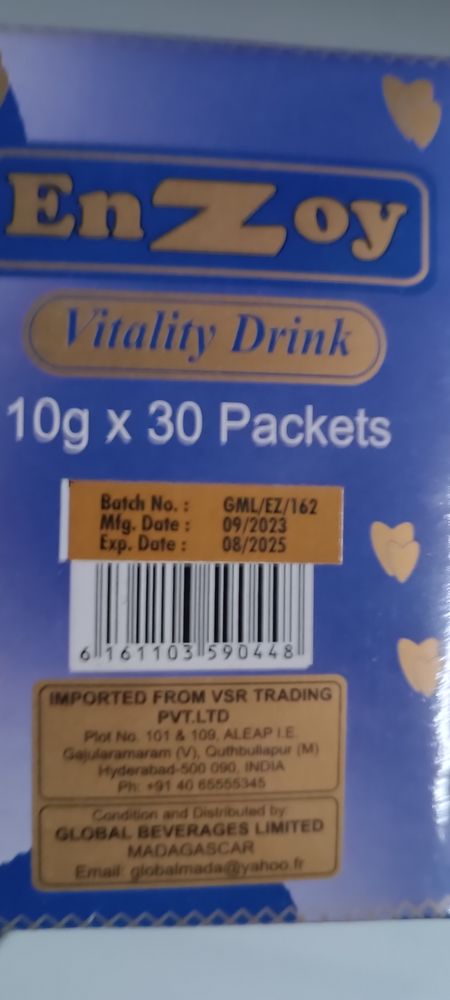 EnZoy
Vitality Drink
10g x 30 Packets
Batch No. : GML/EZ/162
Mfg. Date : 09/2023
Exp. Date : 08/2025
6 161103 590448
IMPORTED FROM VSR TRADING
PVT.LTD
Plot No. 101 & 109, ALEAP I.E.
Gajularamaram (V), Quthbullapur (M)
Hyderabad-500 090, INDIA
Ph: +91 40 65555345
Condition and Distributed by:
GLOBAL BEVERAGES LIMITED
MADAGASCAR
Email: globalmada@yahoo.fr